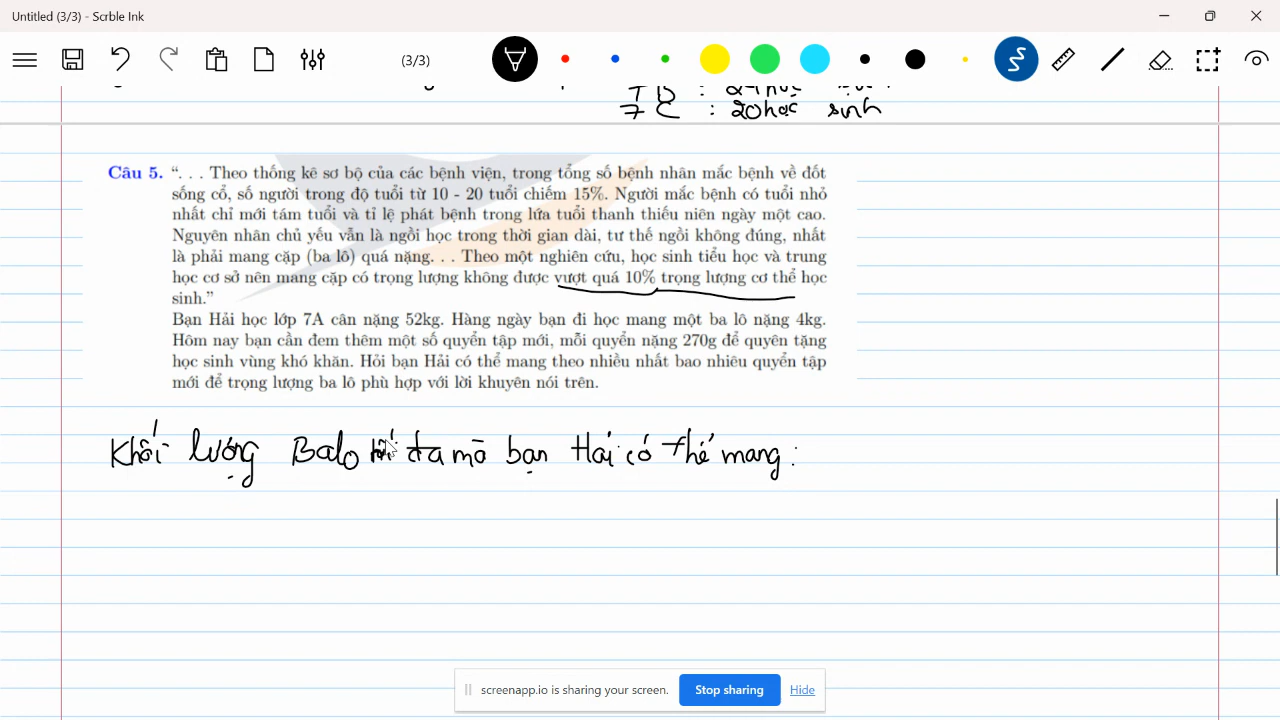 Untitled (3/3) - Scrble Ink
(3/3)
7 C : 20 học sinh
Câu 5. “. . . Theo thống kê sơ bộ của các bệnh viện, trong tổng số bệnh nhân mắc bệnh về đốt
sống cổ, số người trong độ tuổi từ 10 - 20 tuổi chiếm 15%. Người mắc bệnh có tuổi nhỏ
nhất chỉ mới tám tuổi và tỉ lệ phát bệnh trong lứa tuổi thanh thiếu niên ngày một cao.
Nguyên nhân chủ yếu vẫn là ngồi học trong thời gian dài, tư thế ngồi không đúng, nhất
là phải mang cặp (ba lô) quá nặng. . . Theo một nghiên cứu, học sinh tiểu học và trung
học cơ sở nên mang cặp có trọng lượng không được vượt quá 10% trọng lượng cơ thể học
sinh.”
Bạn Hải học lớp 7A cân nặng 52kg. Hàng ngày bạn đi học mang một ba lô nặng 4kg.
Hôm nay bạn cần đem thêm một số quyển tập mới, mỗi quyển nặng 270g để quyên tặng
học sinh vùng khó khăn. Hỏi bạn Hải có thể mang theo nhiều nhất bao nhiêu quyển tập
mới để trọng lượng ba lô phù hợp với lời khuyên nói trên.
Khối lượng Balo tối đa mà bạn Hải có thể mang :
screenapp.io is sharing your screen.
Stop sharing
Hide